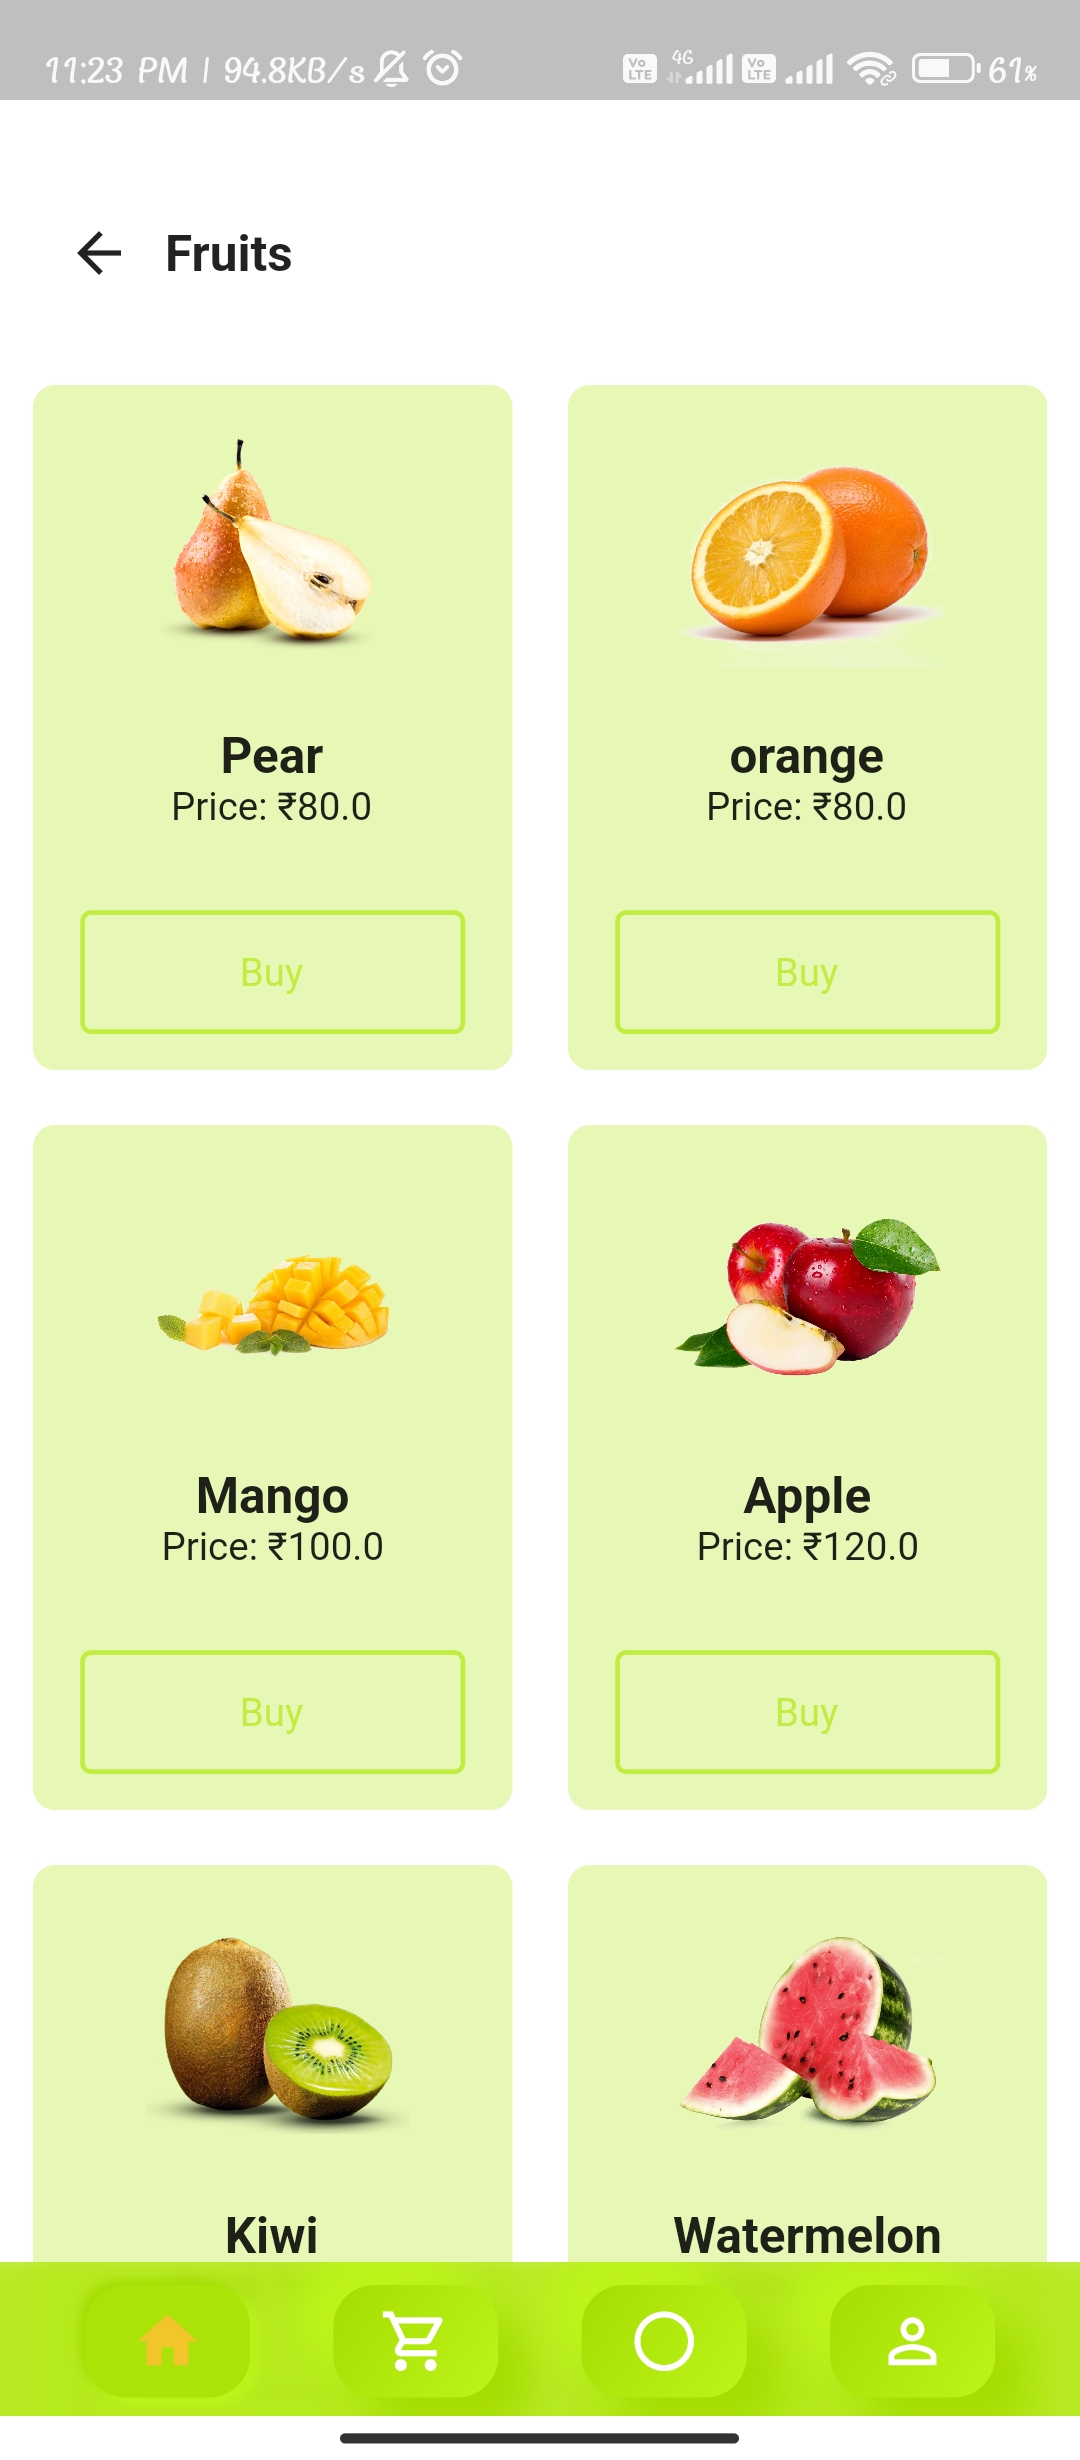 11:23 PM | 94.8KB/s Vo LTE 4G Vo LTE 61%
Fruits
Pear
Price: ₹80.0
Buy
orange
Price: ₹80.0
Buy
Mango
Price: ₹100.0
Buy
Apple
Price: ₹120.0
Buy
Kiwi
Watermelon